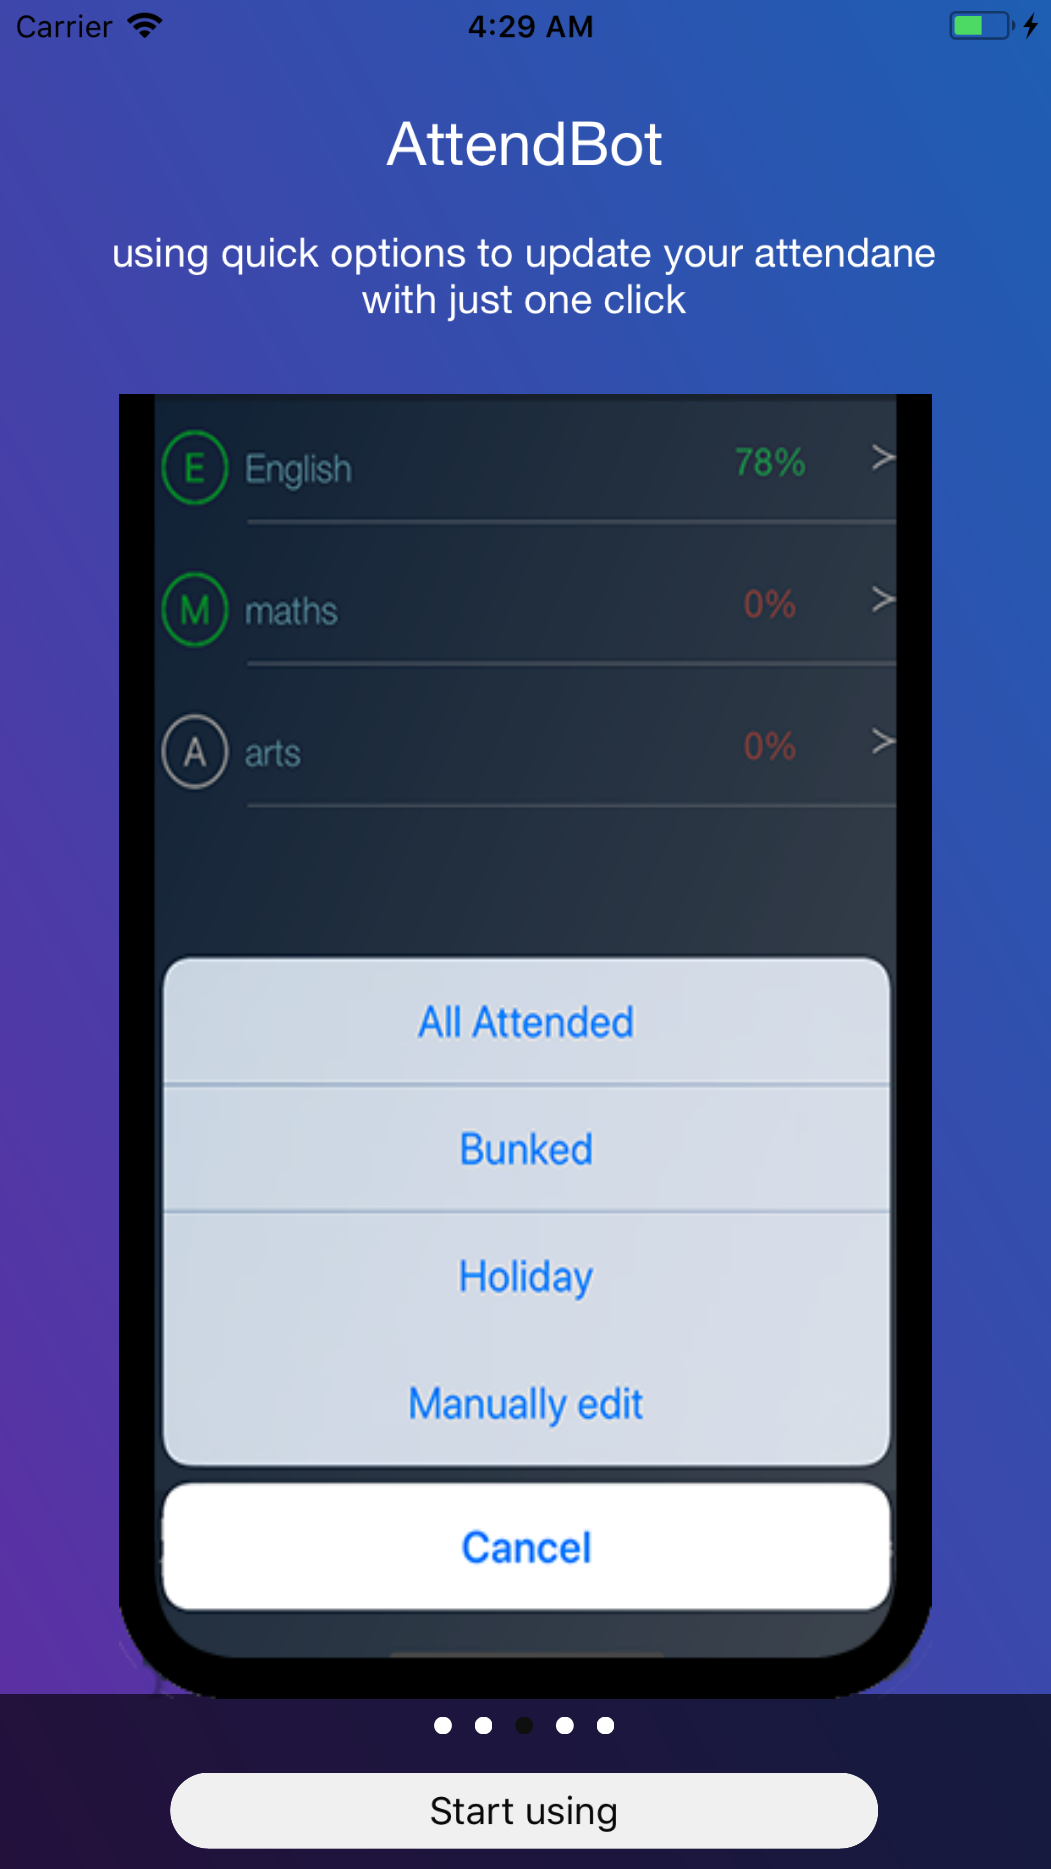 Carrier 4:29 AM
AttendBot
using quick options to update your attendane
with just one click
E English 78% >
M maths 0% >
A arts 0% >
All Attended
Bunked
Holiday
Manually edit
Cancel
Start using